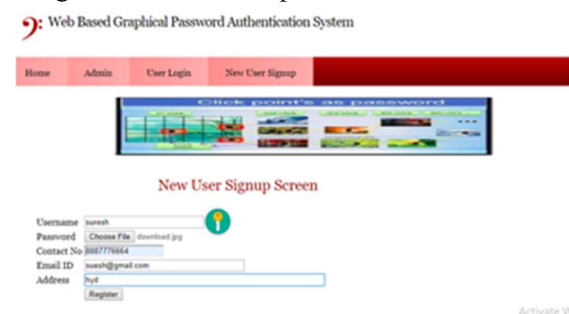 Web Based Graphical Password Authentication System
Home Admin User Login New User Signup
Click point's as password
New User Signup Screen
Username suresh
Password Choose File download.jpg
Contact No 8887776664
Email ID suesh@gmail.com
Address hyd
Register
Activate